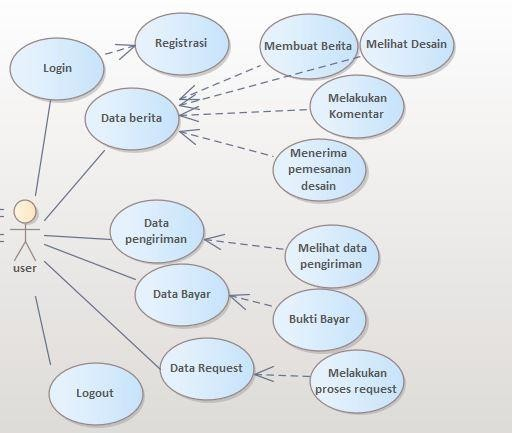 Registrasi
Membuat Berita
Melihat Desain
Login
Data berita
Melakukan
Komentar
Menerima
pemesanan
desain
Data
pengiriman
Melihat data
pengiriman
user
Data Bayar
Bukti Bayar
Data Request
Melakukan
proses request
Logout